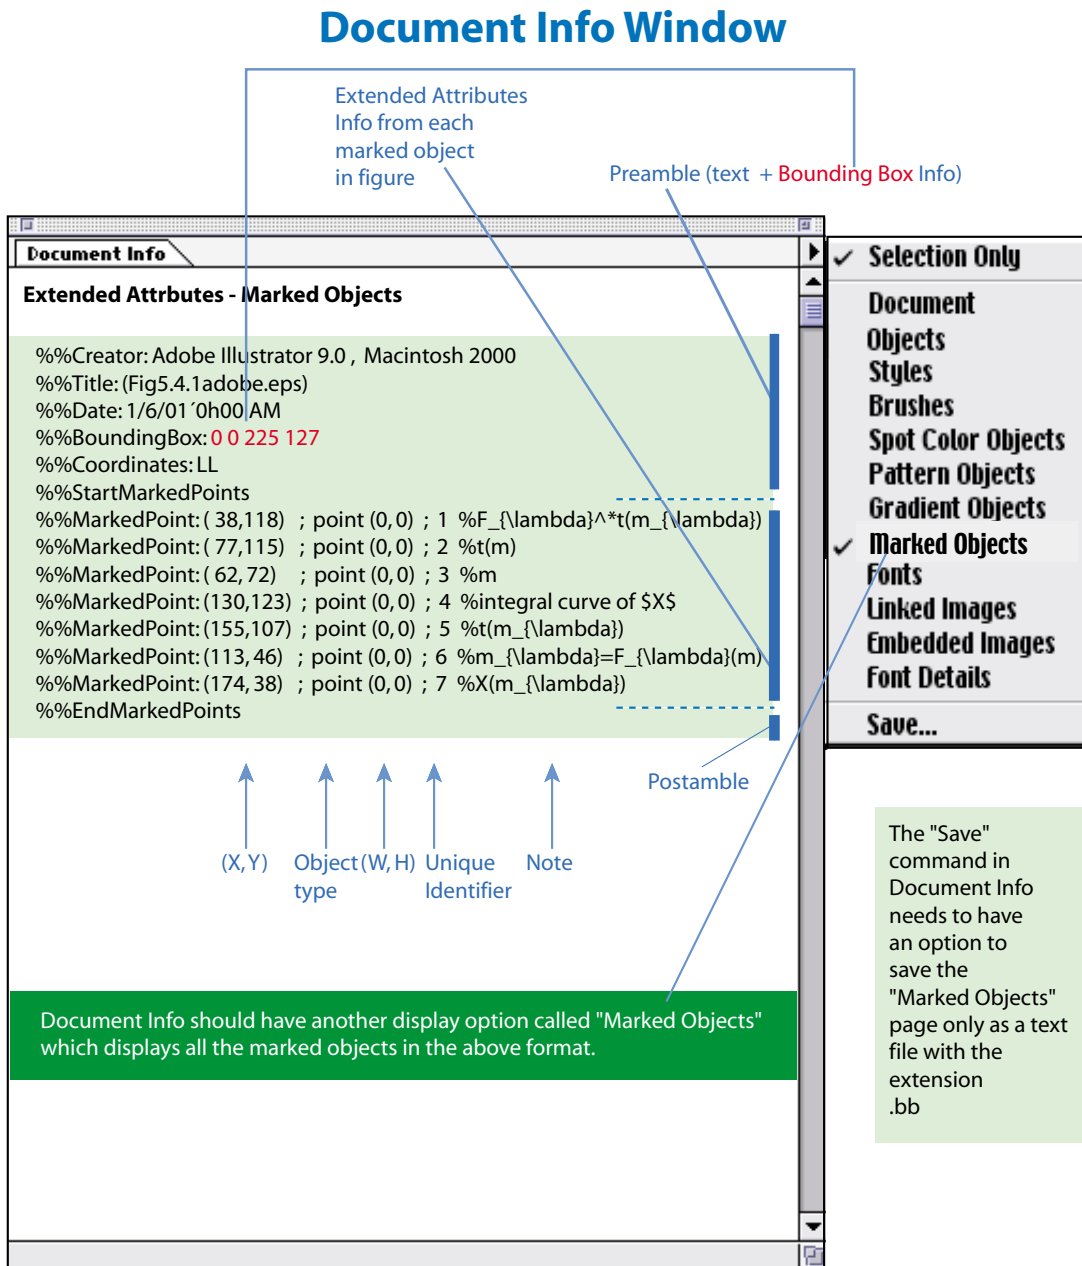 Document Info Window
Extended Attributes
Info from each
marked object
in figure
Preamble (text + Bounding Box Info)
Document Info
Extended Attrbutes - Marked Objects
%%Creator: Adobe Illustrator 9.0 , Macintosh 2000
%%Title: (Fig5.4.1adobe.eps)
%%Date: 1/6/01´0h00 AM
%%BoundingBox: 0 0 225 127
%%Coordinates: LL
%%StartMarkedPoints
%%MarkedPoint: ( 38,118) ; point (0,0) ; 1 %F_{\lambda}^*t(m_{\lambda})
%%MarkedPoint: ( 77,115) ; point (0,0) ; 2 %t(m)
%%MarkedPoint: ( 62, 72) ; point (0,0) ; 3 %m
%%MarkedPoint: (130,123) ; point (0,0) ; 4 %integral curve of $X$
%%MarkedPoint: (155,107) ; point (0,0) ; 5 %t(m_{\lambda})
%%MarkedPoint: (113, 46) ; point (0,0) ; 6 %m_{\lambda}=F_{\lambda}(m)
%%MarkedPoint: (174, 38) ; point (0,0) ; 7 %X(m_{\lambda})
%%EndMarkedPoints
Postamble
(X, Y)
Object
type
(W, H)
Unique
Identifier
Note
Document Info should have another display option called "Marked Objects"
which displays all the marked objects in the above format.
Selection Only
Document
Objects
Styles
Brushes
Spot Color Objects
Pattern Objects
Gradient Objects
Marked Objects
Fonts
Linked Images
Embedded Images
Font Details
Save...
The "Save"
command in
Document Info
needs to have
an option to
save the
"Marked Objects"
page only as a text
file with the
extension
.bb